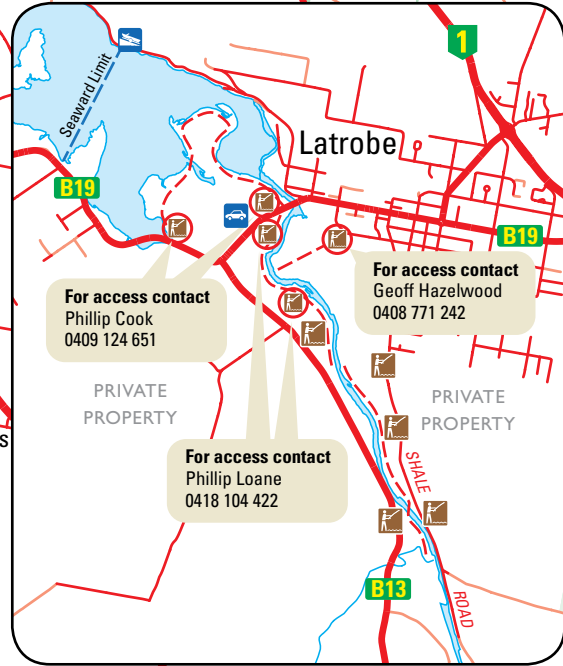 1
Seaward Limit
Latrobe
B19
B19
For access contact
Phillip Cook
0409 124 651
For access contact
Geoff Hazelwood
0408 771 242
PRIVATE
PROPERTY
PRIVATE
PROPERTY
s
For access contact
Phillip Loane
0418 104 422
SHALE
ROAD
B13